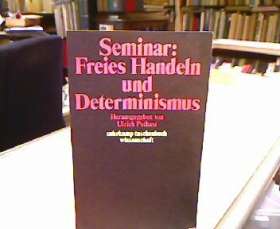 Seminar:
Freies Handeln
und
Determinismus
Herausgegeben von
Ulrich Pothast
suhrkamp taschenbuch
wissenschaft